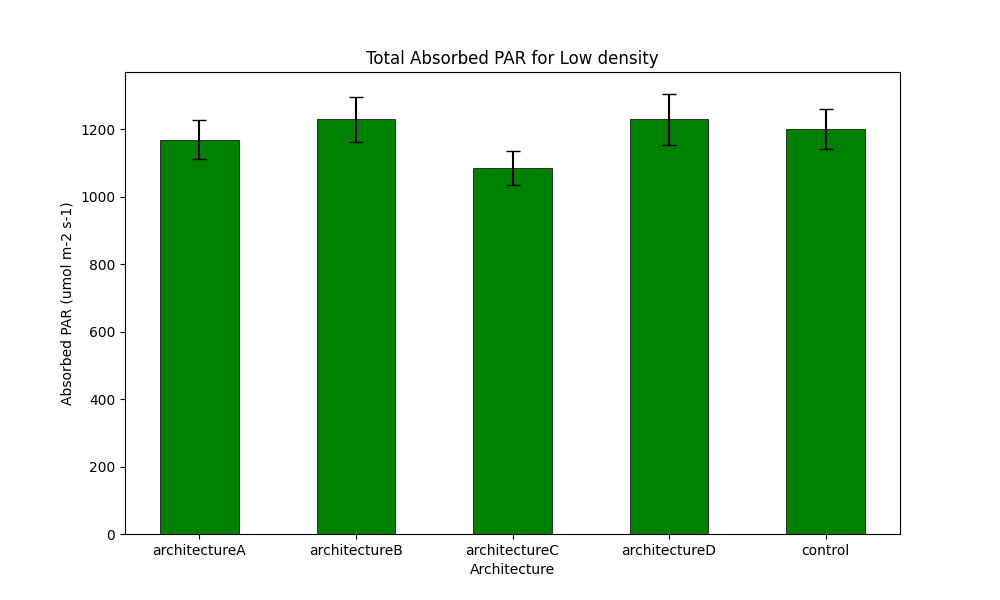 Total Absorbed PAR for Low density
Absorbed PAR (umol m-2 s-1)
1200
1000
800
600
400
200
0
architectureA architectureB architectureC architectureD control
Architecture